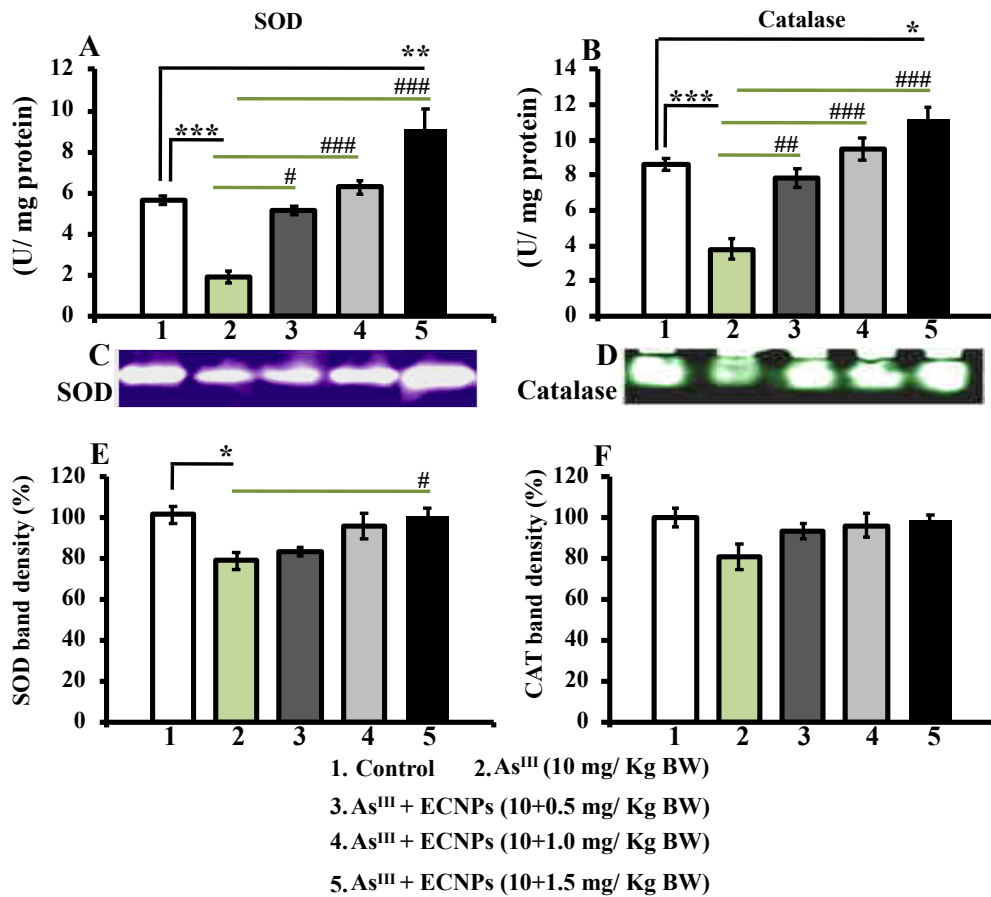 SOD
A
**
12
###
10
***
###
8
#
6
4
2
0
(U/ mg protein)
1 2 3 4 5
Catalase
B
*
14
###
12
***
###
10
##
8
6
4
2
0
(U/ mg protein)
1 2 3 4 5
C
SOD
D
Catalase
E
*
#
120
100
80
60
40
20
0
SOD band density (%)
1 2 3 4 5
F
120
100
80
60
40
20
0
CAT band density (%)
1 2 3 4 5
1. Control 2. Asᴵᴵᴵ (10 mg/ Kg BW)
3. Asᴵᴵᴵ + ECNPs (10+0.5 mg/ Kg BW)
4. Asᴵᴵᴵ + ECNPs (10+1.0 mg/ Kg BW)
5. Asᴵᴵᴵ + ECNPs (10+1.5 mg/ Kg BW)